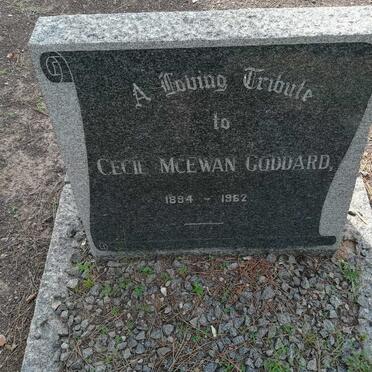 A Loving Tribute
to
CECIL MCEWAN GODDARD,
1894 - 1962